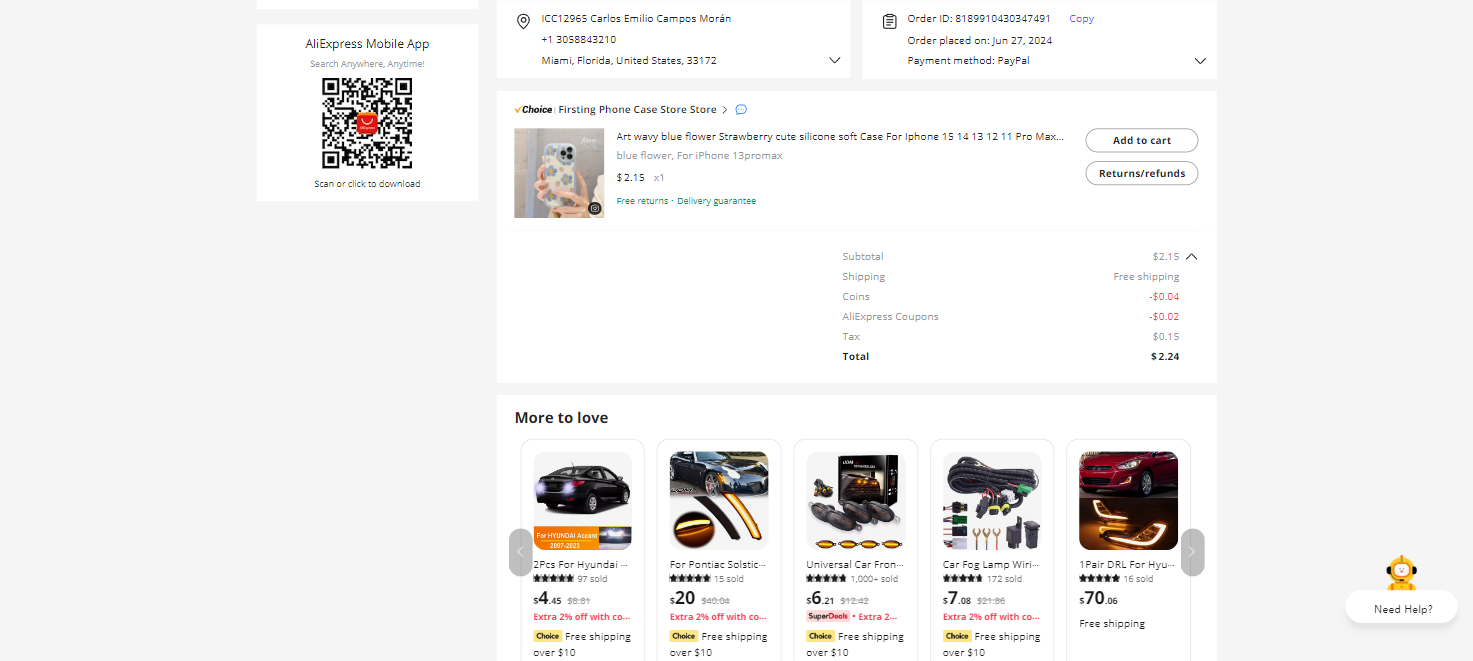 AliExpress Mobile App
Search Anywhere, Anytime!
AliExpress
Scan or click to download
ICC12965 Carlos Emilio Campos Morán
+1 3058843210
Miami, Florida, United States, 33172
Order ID: 8189910430347491 Copy
Order placed on: Jun 27, 2024
Payment method: PayPal
Choice Firsting Phone Case Store Store
Art wavy blue flower Strawberry cute silicone soft Case For Iphone 15 14 13 12 11 Pro Max...
blue flower, For iPhone 13promax
$2.15 x1
Free returns · Delivery guarantee
Add to cart
Returns/refunds
Subtotal $2.15
Shipping Free shipping
Coins -$0.04
AliExpress Coupons -$0.02
Tax $0.15
Total $2.24
More to love
For HYUNDAI Accent
2007-2023
2Pcs For Hyundai ...
97 sold
$4.45 $8.81
Extra 2% off with co...
Choice Free shipping
over $10
For Pontiac Solstic...
15 sold
$20 $40.04
Extra 2% off with co...
Choice Free shipping
over $10
Universal Car Fron...
1,000+ sold
$6.21 $12.42
SuperDeals • Extra 2...
Choice Free shipping
over $10
Car Fog Lamp Wiri...
172 sold
$7.08 $21.86
Extra 2% off with co...
Choice Free shipping
over $10
1Pair DRL For Hyu...
16 sold
$70.06
Free shipping
Need Help?